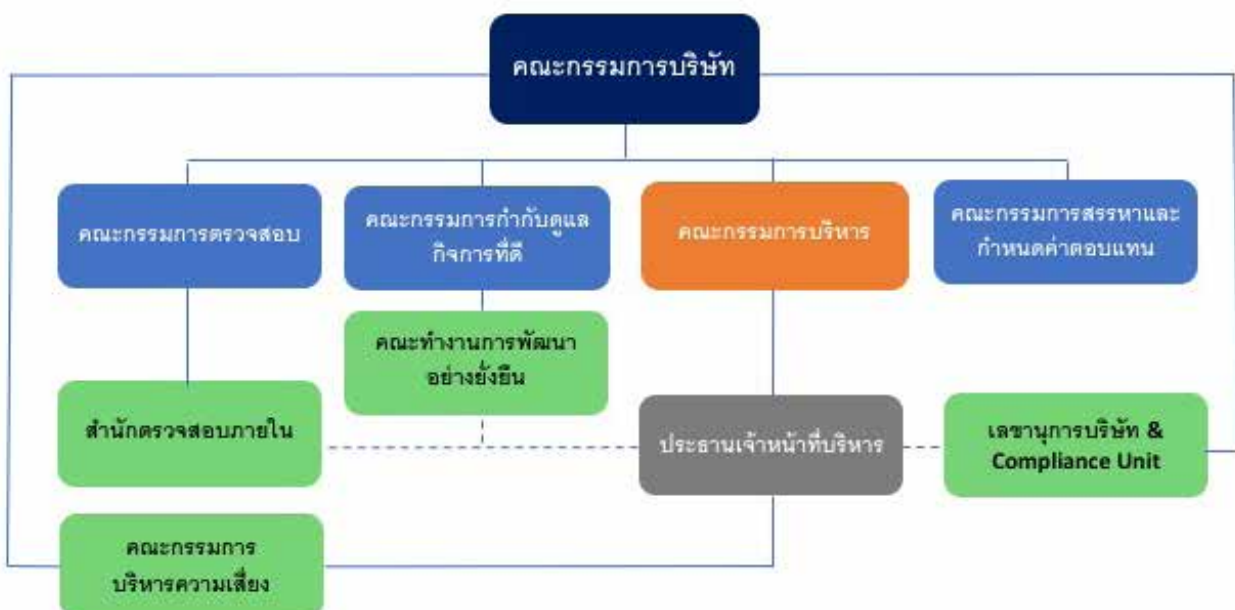 คณะกรรมการบริษัท
คณะกรรมการตรวจสอบ
คณะกรรมการกำกับดูแล
กิจการที่ดี
คณะกรรมการบริหาร
คณะกรรมการสรรหาและ
กำหนดค่าตอบแทน
คณะทำงานการพัฒนา
อย่างยั่งยืน
สำนักตรวจสอบภายใน
ประธานเจ้าหน้าที่บริหาร
เลขานุการบริษัท &
Compliance Unit
คณะกรรมการ
บริหารความเสี่ยง